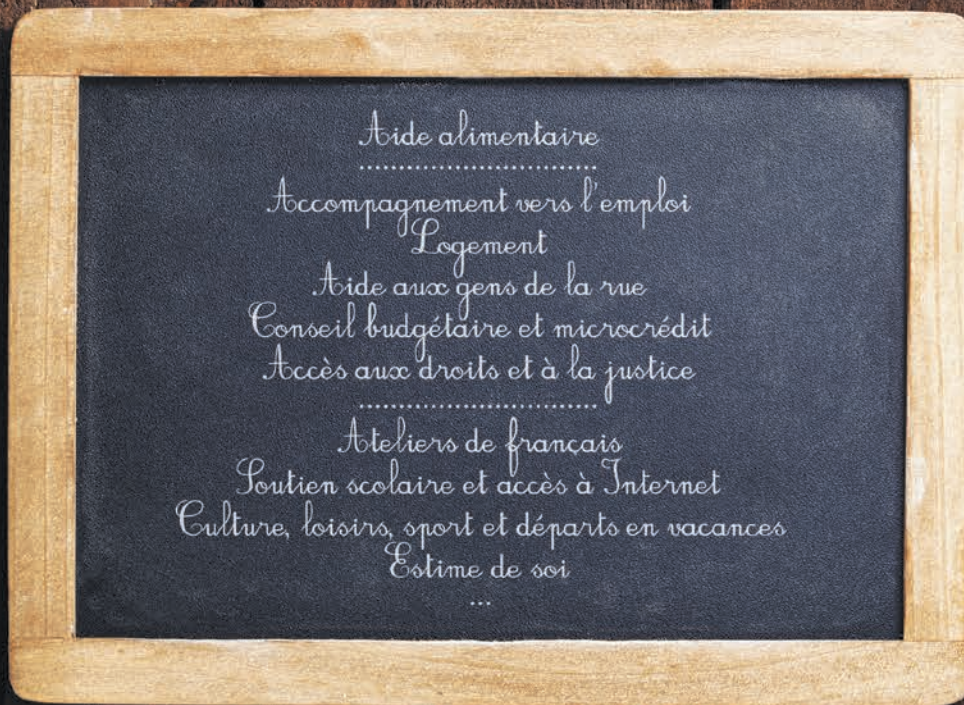 Aide alimentaire
..............................
Accompagnement vers l'emploi
Logement
Aide aux gens de la rue
Conseil budgétaire et microcrédit
Accès aux droits et à la justice
..............................
Ateliers de français
Soutien scolaire et accès à Internet
Culture, loisirs, sport et départs en vacances
Estime de soi
...